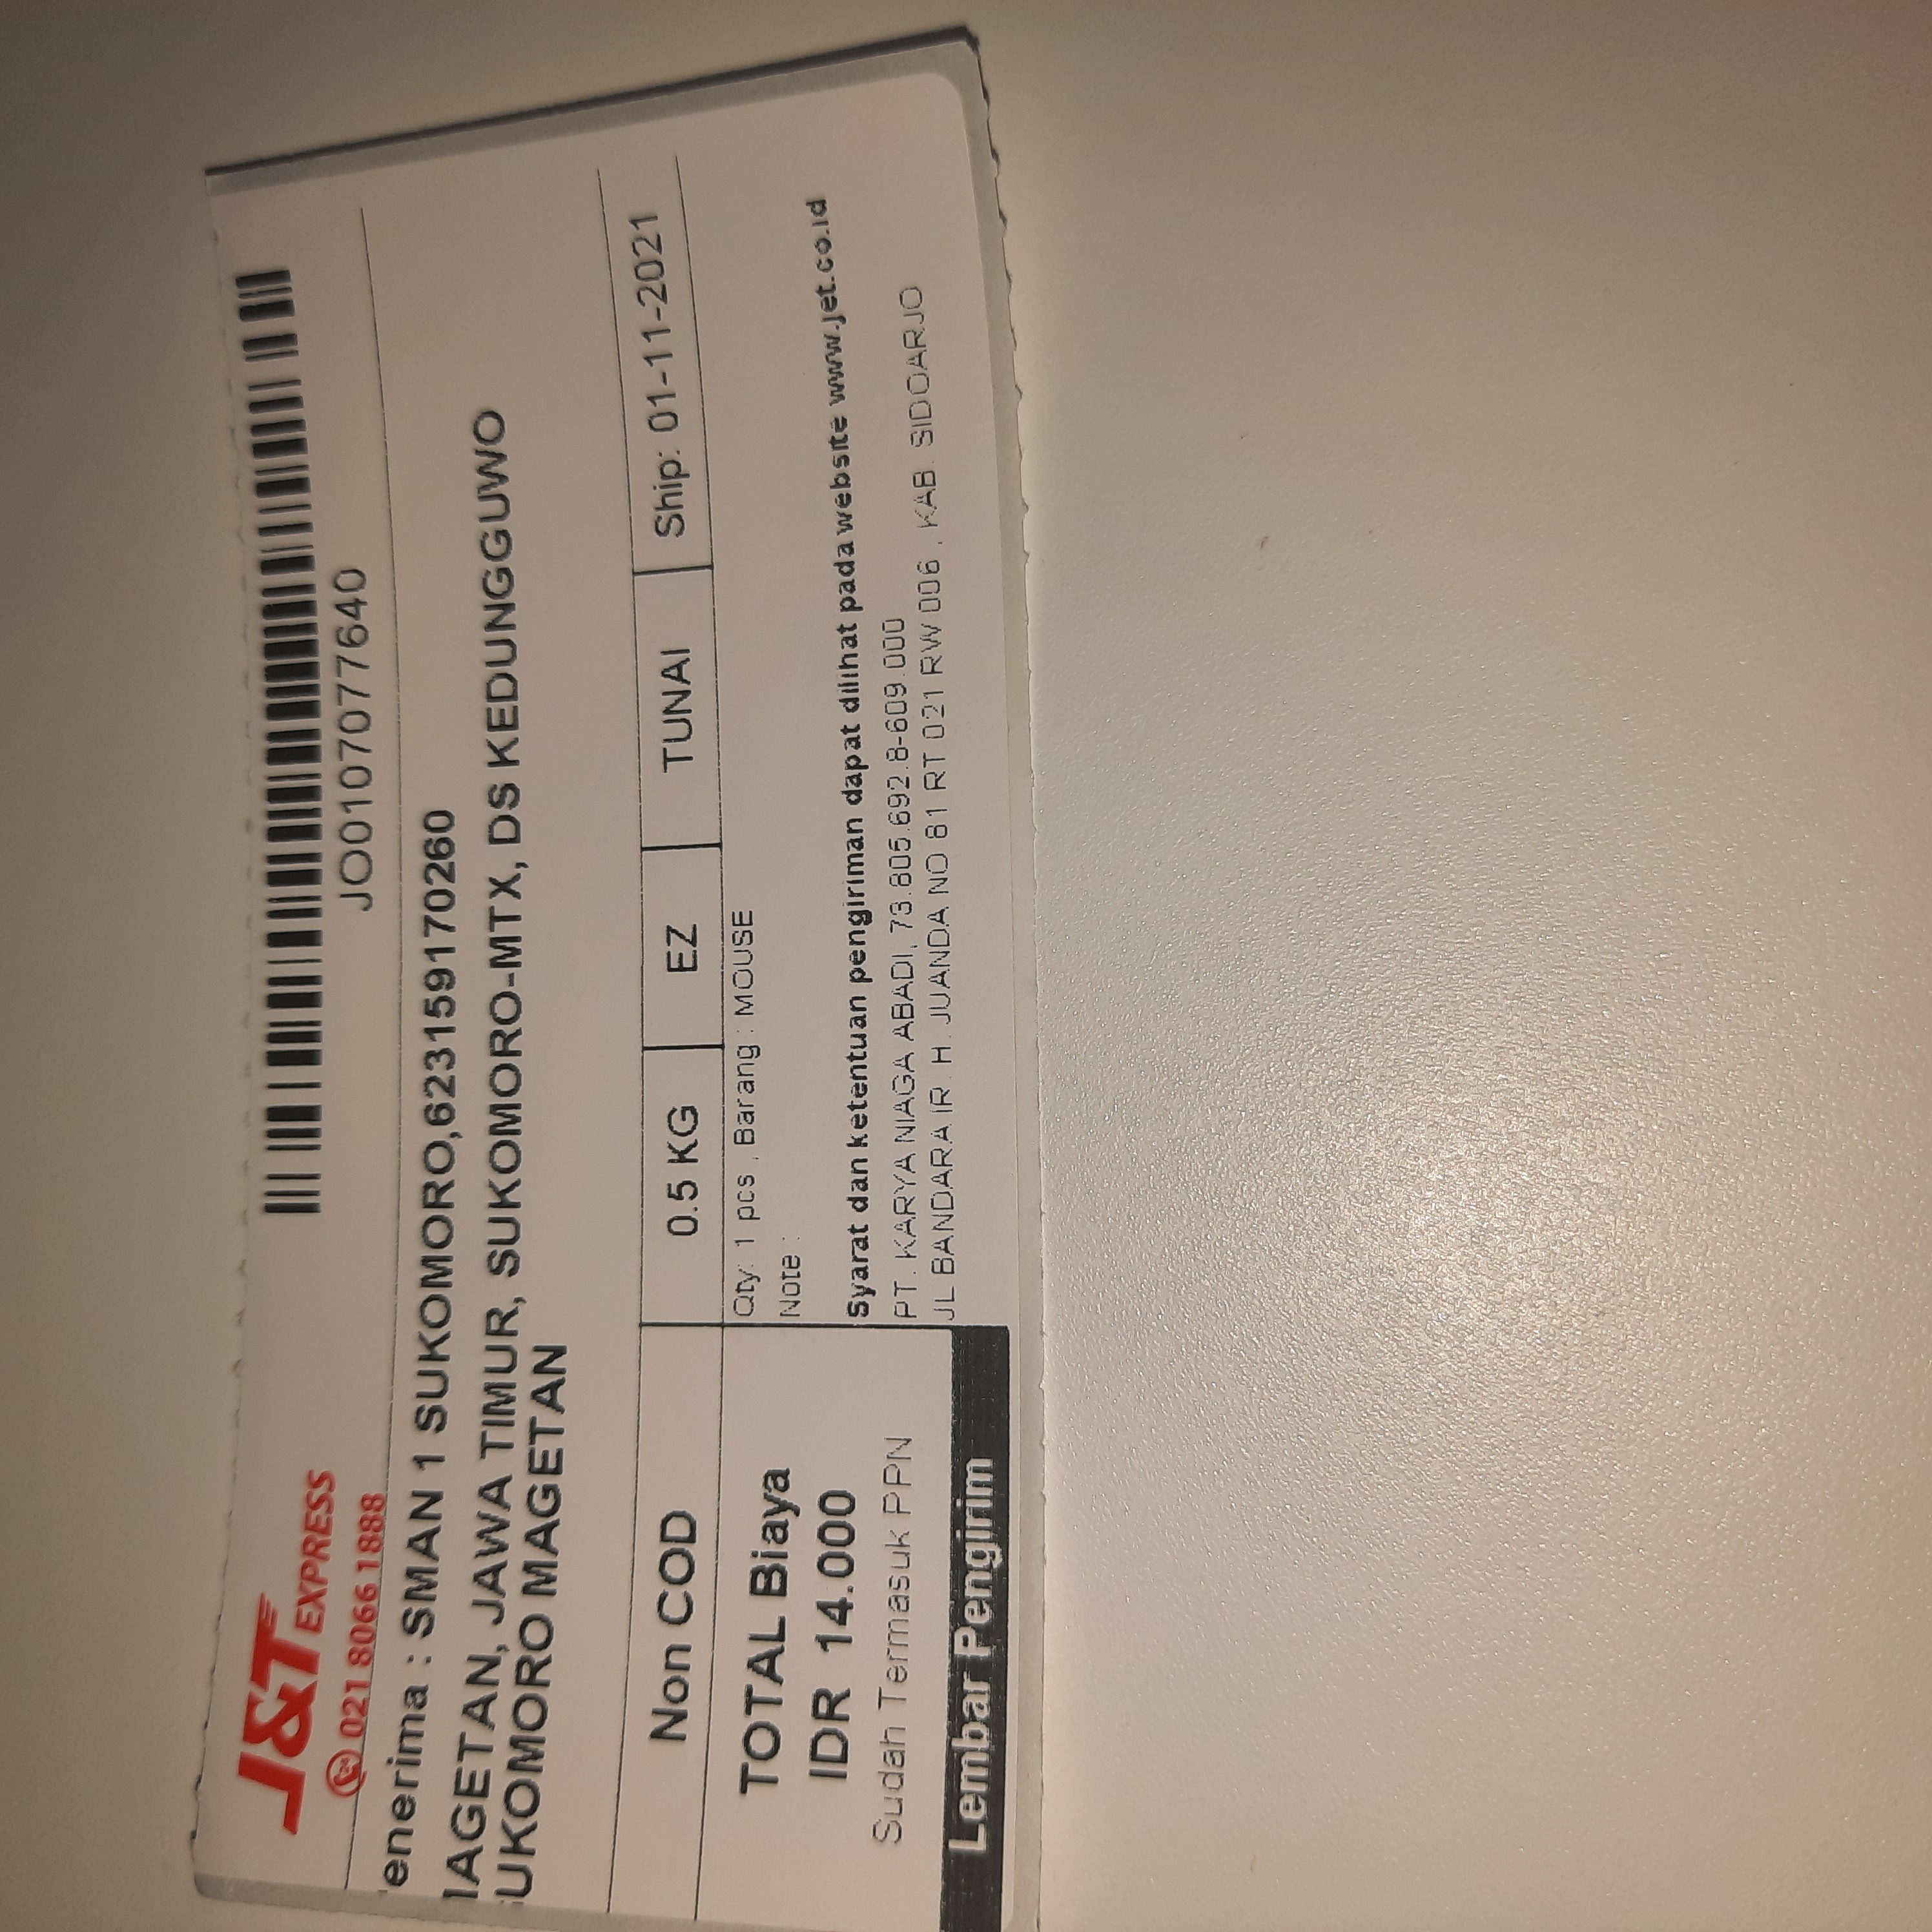 J&T EXPRESS
021 8066 1888
JO0107077640
enerima : SMAN 1 SUKOMORO,623159170260
AGETAN, JAWA TIMUR, SUKOMORO-MTX, DS KEDUNGGUWO
UKOMORO MAGETAN
Non COD 0.5 KG EZ TUNAI Ship: 01-11-2021
TOTAL Biaya
IDR 14.000
Sudah Termasuk PPN
Lembar Pengirim
Qty: 1 pcs , Barang : MOUSE
Note :
Syarat dan ketentuan pengiriman dapat dilihat pada website www.jet.co.id
PT. KARYA NIAGA ABADI, 73.805.692.8-609.000
JL BANDARA IR. H. JUANDA NO 81 RT 021 RW 006 , KAB. SIDOARJO